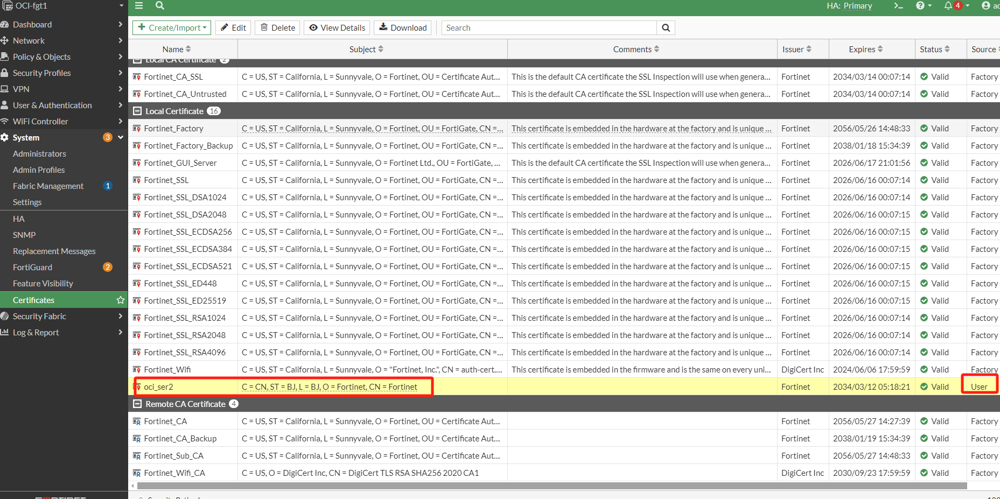 OCI-fgt1
HA: Primary
4
Dashboard
Network
Policy & Objects
Security Profiles
VPN
User & Authentication
WiFi Controller
System 3
Administrators
Admin Profiles
Fabric Management 1
Settings
HA
SNMP
Replacement Messages
FortiGuard 2
Feature Visibility
Certificates
Security Fabric
Log & Report
Create/Import Edit Delete View Details Download Search
Name Subject Comments Issuer Expires Status Source
Local CA Certificate 2
Fortinet_CA_SSL C = US, ST = California, L = Sunnyvale, O = Fortinet, OU = Certificate Aut... This is the default CA certificate the SSL Inspection will use when genera... Fortinet 2034/03/14 00:07:14 Valid Factory
Fortinet_CA_Untrusted C = US, ST = California, L = Sunnyvale, O = Fortinet, OU = Certificate Aut... This is the default CA certificate the SSL Inspection will use when genera... Fortinet 2034/03/14 00:07:14 Valid Factory
Local Certificate 16
Fortinet_Factory C = US, ST = California, L = Sunnyvale, O = Fortinet, OU = FortiGate, CN =... This certificate is embedded in the hardware at the factory and is unique ... Fortinet 2056/05/26 14:48:33 Valid Factory
Fortinet_Factory_Backup C = US, ST = California, L = Sunnyvale, O = Fortinet, OU = FortiGate, CN =... This certificate is embedded in the hardware at the factory and is unique ... Fortinet 2038/01/18 15:34:39 Valid Factory
Fortinet_GUI_Server C = US, ST = California, L = Sunnyvale, O = Fortinet Ltd., OU = FortiGate, ... This is the default CA certificate the SSL Inspection will use when genera... Fortinet 2026/06/17 21:01:56 Valid Factory
Fortinet_SSL C = US, ST = California, L = Sunnyvale, O = Fortinet, OU = FortiGate, CN =... This certificate is embedded in the hardware at the factory and is unique ... Fortinet 2026/06/16 00:07:14 Valid Factory
Fortinet_SSL_DSA1024 C = US, ST = California, L = Sunnyvale, O = Fortinet, OU = FortiGate, CN =... This certificate is embedded in the hardware at the factory and is unique ... Fortinet 2026/06/16 00:07:14 Valid Factory
Fortinet_SSL_DSA2048 C = US, ST = California, L = Sunnyvale, O = Fortinet, OU = FortiGate, CN =... This certificate is embedded in the hardware at the factory and is unique ... Fortinet 2026/06/16 00:07:15 Valid Factory
Fortinet_SSL_ECDSA256 C = US, ST = California, L = Sunnyvale, O = Fortinet, OU = FortiGate, CN =... This certificate is embedded in the hardware at the factory and is unique ... Fortinet 2026/06/16 00:07:15 Valid Factory
Fortinet_SSL_ECDSA384 C = US, ST = California, L = Sunnyvale, O = Fortinet, OU = FortiGate, CN =... This certificate is embedded in the hardware at the factory and is unique ... Fortinet 2026/06/16 00:07:15 Valid Factory
Fortinet_SSL_ECDSA521 C = US, ST = California, L = Sunnyvale, O = Fortinet, OU = FortiGate, CN =... This certificate is embedded in the hardware at the factory and is unique ... Fortinet 2026/06/16 00:07:15 Valid Factory
Fortinet_SSL_ED448 C = US, ST = California, L = Sunnyvale, O = Fortinet, OU = FortiGate, CN =... This certificate is embedded in the hardware at the factory and is unique ... Fortinet 2026/06/16 00:07:15 Valid Factory
Fortinet_SSL_ED25519 C = US, ST = California, L = Sunnyvale, O = Fortinet, OU = FortiGate, CN =... This certificate is embedded in the hardware at the factory and is unique ... Fortinet 2026/06/16 00:07:15 Valid Factory
Fortinet_SSL_RSA1024 C = US, ST = California, L = Sunnyvale, O = Fortinet, OU = FortiGate, CN =... This certificate is embedded in the hardware at the factory and is unique ... Fortinet 2026/06/16 00:07:14 Valid Factory
Fortinet_SSL_RSA2048 C = US, ST = California, L = Sunnyvale, O = Fortinet, OU = FortiGate, CN =... This certificate is embedded in the hardware at the factory and is unique ... Fortinet 2026/06/16 00:07:14 Valid Factory
Fortinet_SSL_RSA4096 C = US, ST = California, L = Sunnyvale, O = Fortinet, OU = FortiGate, CN =... This certificate is embedded in the hardware at the factory and is unique ... Fortinet 2026/06/16 00:07:14 Valid Factory
Fortinet_Wifi C = US, ST = California, L = Sunnyvale, O = "Fortinet, Inc.", CN = auth-cert.... This certificate is embedded in the firmware and is the same on every uni... DigiCert Inc 2024/06/06 17:59:59 Valid Factory
oci_ser2 C = CN, ST = BJ, L = BJ, O = Fortinet, CN = Fortinet Fortinet 2034/03/12 05:18:21 Valid User
Remote CA Certificate 4
Fortinet_CA C = US, ST = California, L = Sunnyvale, O = Fortinet, OU = Certificate Aut... Fortinet 2056/05/27 14:27:39 Valid Factory
Fortinet_CA_Backup C = US, ST = California, L = Sunnyvale, O = Fortinet, OU = Certificate Aut... Fortinet 2038/01/19 15:34:39 Valid Factory
Fortinet_Sub_CA C = US, ST = California, L = Sunnyvale, O = Fortinet, OU = Certificate Aut... Fortinet 2056/05/27 14:48:33 Valid Factory
Fortinet_Wifi_CA C = US, O = DigiCert Inc, CN = DigiCert TLS RSA SHA256 2020 CA1 DigiCert Inc 2030/09/23 17:59:59 Valid Factory